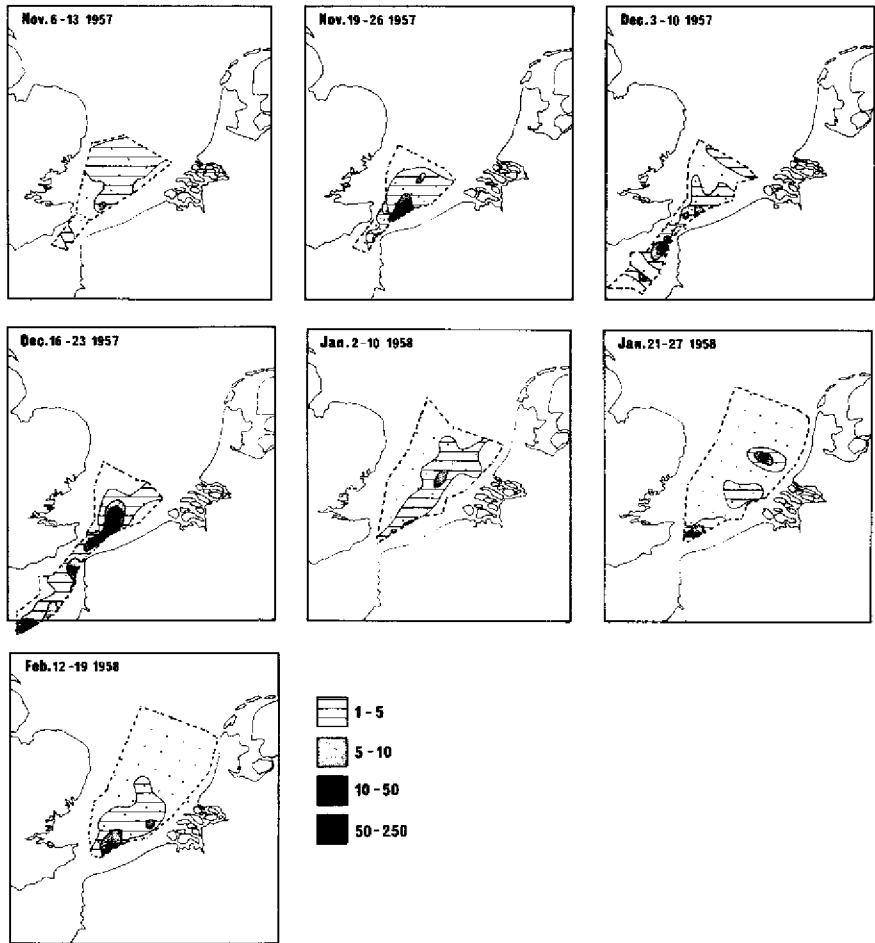 Nov. 6-13 1957
Nov. 19-26 1957
Dec. 3-10 1957
Dec. 16-23 1957
Jan. 2-10 1958
Jan. 21-27 1958
Feb. 12-19 1958
1-5
5-10
10-50
50-250